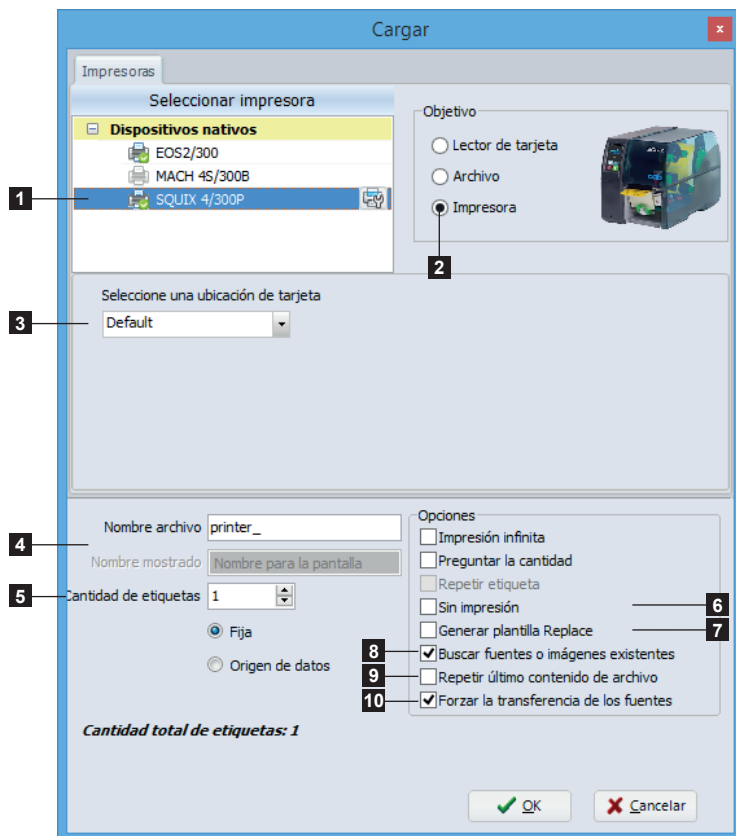 Cargar
x
Impresoras
Seleccionar impresora
Dispositivos nativos
EOS2/300
MACH 4S/300B
1 SQUIX 4/300P
Objetivo
Lector de tarjeta
Archivo
Impresora
2
Seleccione una ubicación de tarjeta
3 Default
4
Nombre archivo printer_
Nombre mostrado Nombre para la pantalla
5 Cantidad de etiquetas 1
Fija
Origen de datos
Cantidad total de etiquetas: 1
Opciones
Impresión infinita
Preguntar la cantidad
Repetir etiqueta
Sin impresión 6
Generar plantilla Replace 7
8 Buscar fuentes o imágenes existentes
9 Repetir último contenido de archivo
10 Forzar la transferencia de los fuentes
OK
Cancelar